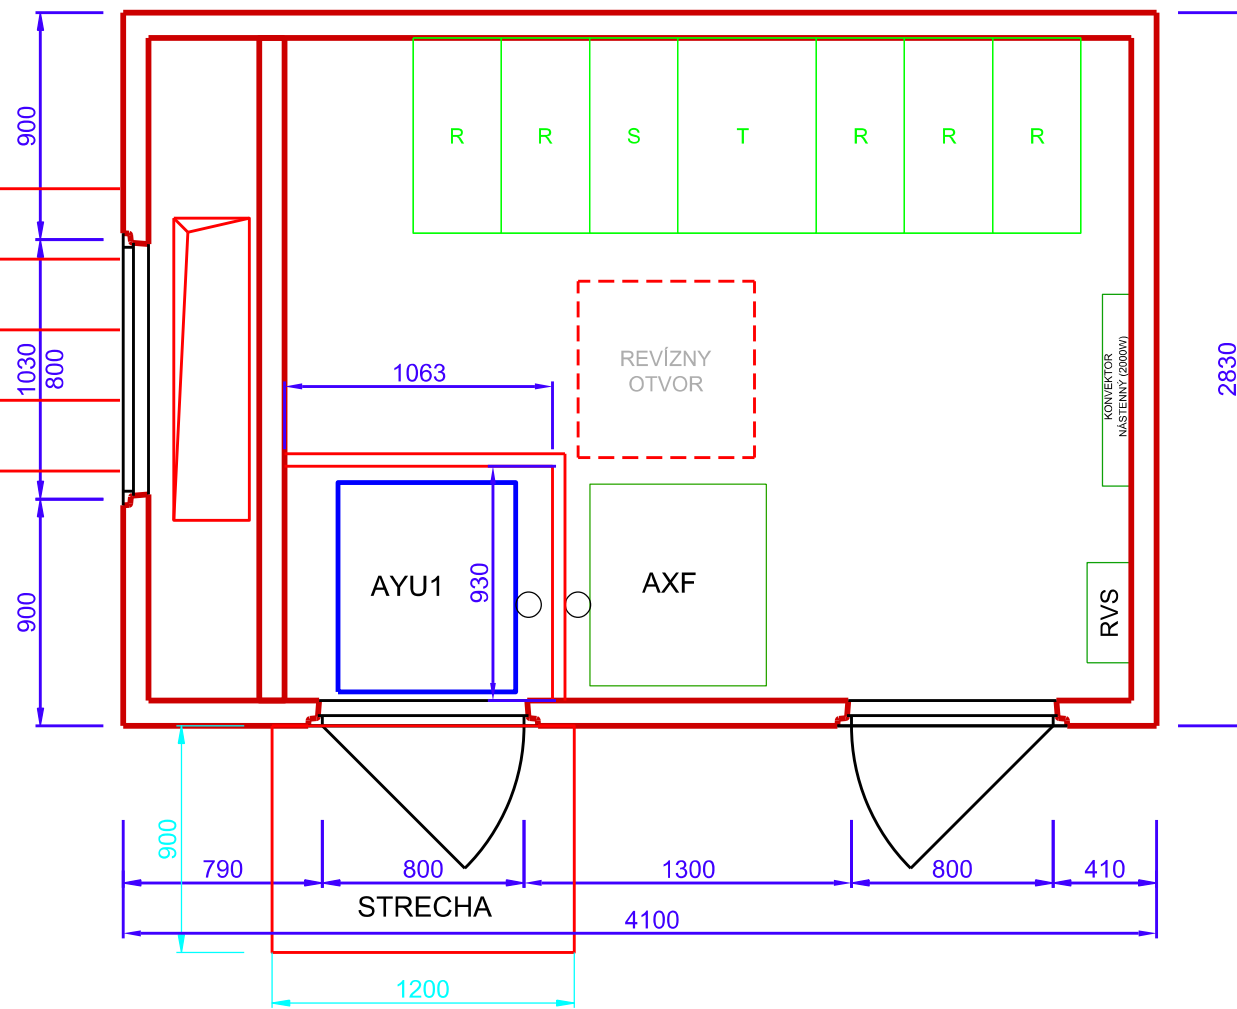 900
R R S T R R R
1030
800
1063
REVÍZNY
OTVOR
KONVEKTOR
NÁSTENNÝ (2000W)
2830
AYU1
930
AXF
RVS
900
900
790
800
1300
800
410
STRECHA
4100
1200